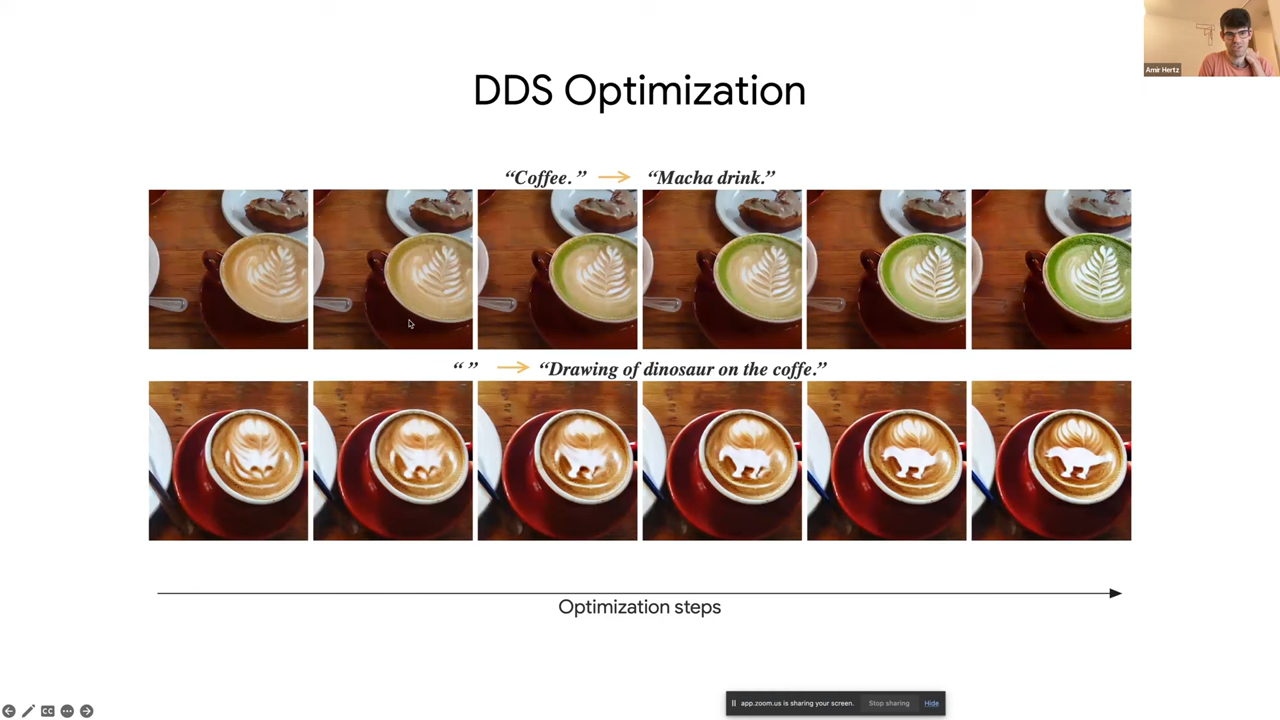 Amir Hertz
DDS Optimization
“Coffee.” → “Macha drink.”
“ ” → “Drawing of dinosaur on the coffe.”
Optimization steps
CC
app.zoom.us is sharing your screen. Stop sharing Hide